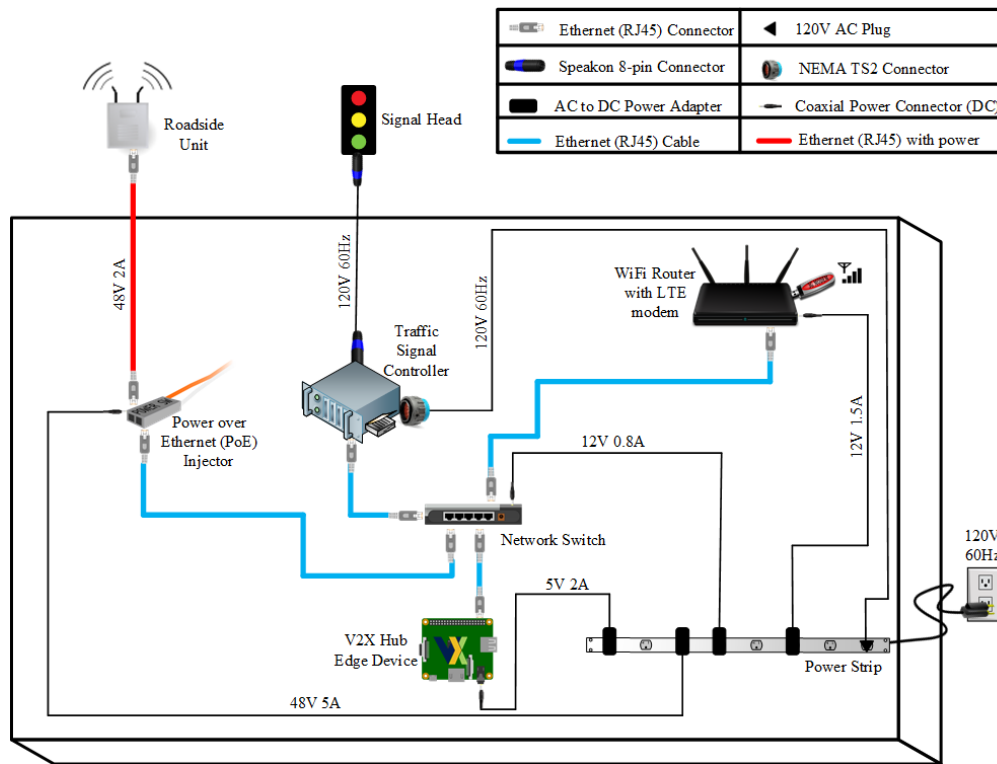 Ethernet (RJ45) Connector
120V AC Plug
Speakon 8-pin Connector
NEMA TS2 Connector
AC to DC Power Adapter
Coaxial Power Connector (DC)
Ethernet (RJ45) Cable
Ethernet (RJ45) with power
Roadside
Unit
Signal Head
48V 2A
120V 60Hz
120V 60Hz
WiFi Router
with LTE
modem
Traffic
Signal
Controller
Power over
Ethernet (PoE)
Injector
12V 0.8A
12V 1.5A
Network Switch
120V
60Hz
5V 2A
V2X Hub
Edge Device
VX
Power Strip
48V 5A